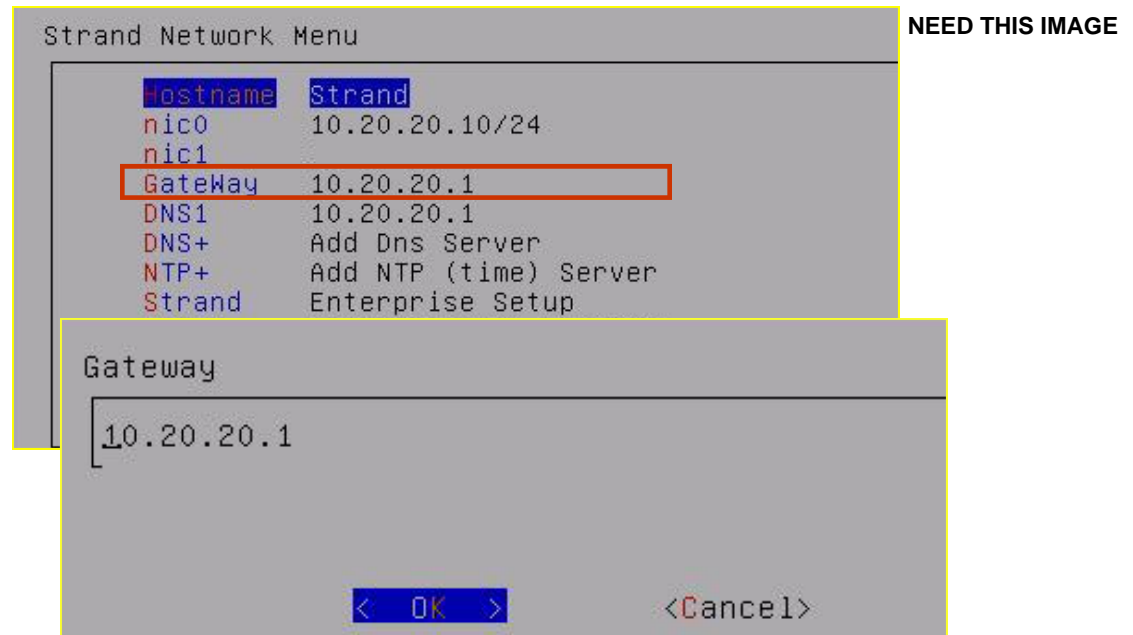 Strand Network Menu
NEED THIS IMAGE
Hostname Strand
nic0 10.20.20.10/24
nic1
GateWay 10.20.20.1
DNS1 10.20.20.1
DNS+ Add Dns Server
NTP+ Add NTP (time) Server
Strand Enterprise Setup
Gateway
10.20.20.1
< OK > <Cancel>